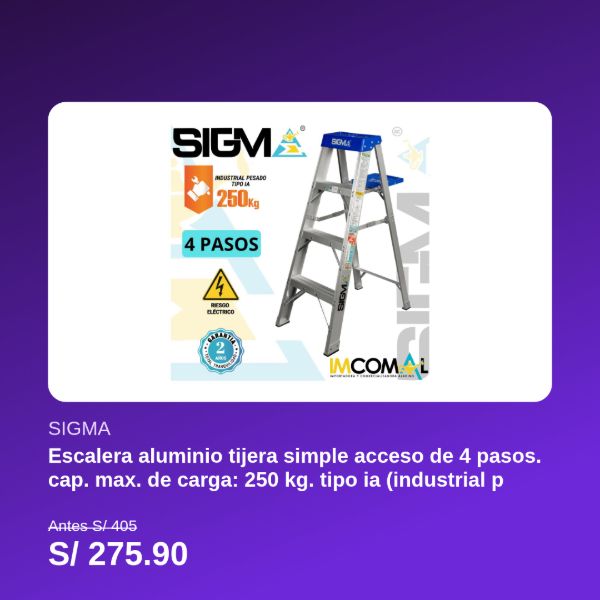 SIGMA
INDUSTRIAL PESADO
TIPO IA
250Kg
4 PASOS
RIESGO
ELÉCTRICO
GARANTIA
2
AÑOS
SIGMA
SIGMA
IMCOMAL
SIGMA
Escalera aluminio tijera simple acceso de 4 pasos.
cap. max. de carga: 250 kg. tipo ia (industrial p
Antes S/ 405
S/ 275.90